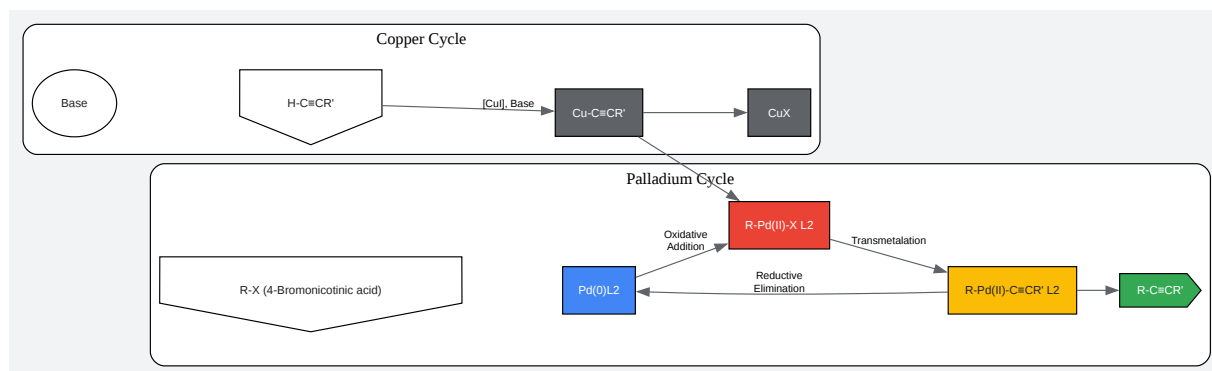 Copper Cycle
Base
H-C≡CR'
[CuI], Base
Cu-C≡CR'
CuX
Palladium Cycle
R-X (4-Bromonicotinic acid)
Pd(0)L2
Oxidative
Addition
R-Pd(II)-X L2
Transmetalation
Reductive
Elimination
R-Pd(II)-C≡CR' L2
R-C≡CR'